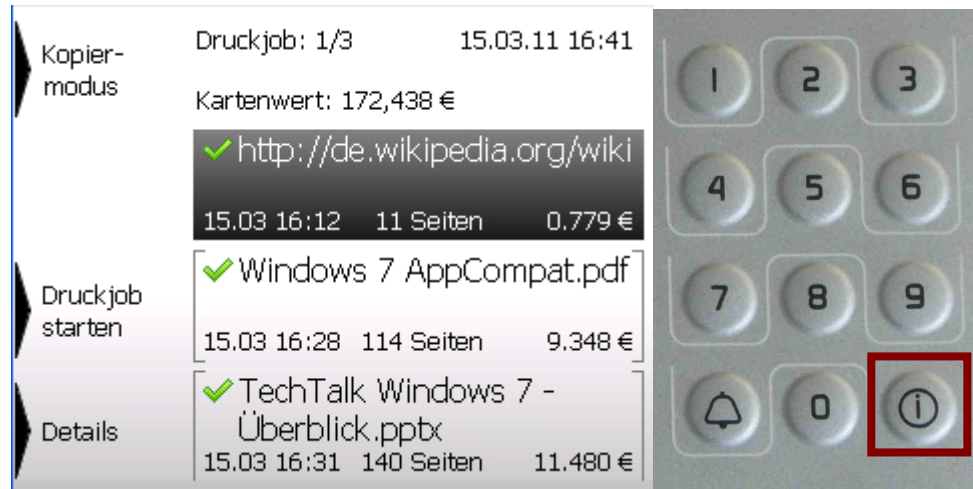 Kopier-
modus
Druckjob: 1/3 15.03.11 16:41
Kartenwert: 172,438 €
http://de.wikipedia.org/wiki
15.03 16:12 11 Seiten 0.779 €
Druckjob
starten
Windows 7 AppCompat.pdf
15.03 16:28 114 Seiten 9.348 €
Details
TechTalk Windows 7 -
Überblick.pptx
15.03 16:31 140 Seiten 11.480 €
1 2 3
4 5 6
7 8 9
0 i